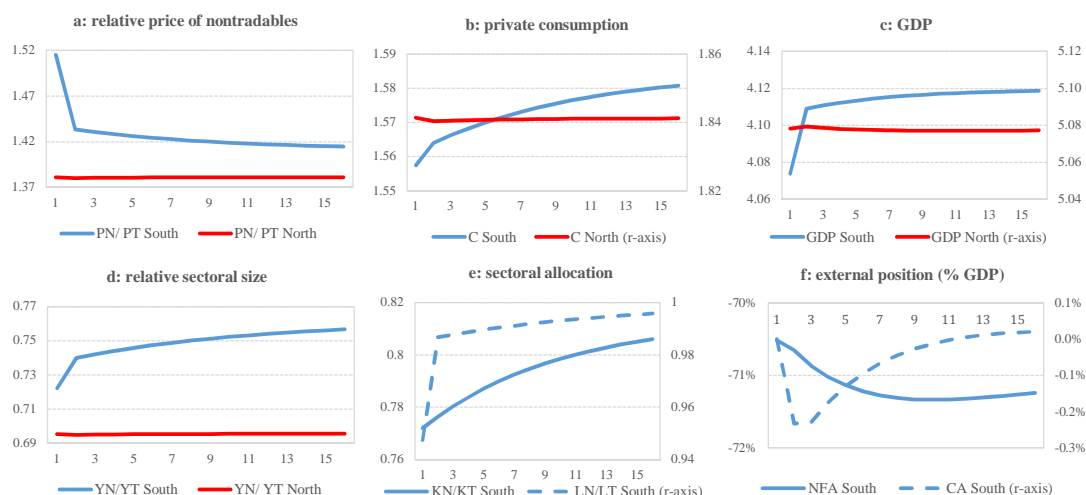 a: relative price of nontradables
1.52
1.47
1.42
1.37
1 3 5 7 9 11 13 15
PN/ PT South PN/ PT North
b: private consumption
1.59 1.86
1.58
1.57 1.84
1.56
1.55 1.82
1 3 5 7 9 11 13 15
C South C North (r-axis)
c: GDP
4.14 5.12
4.12 5.10
4.10 5.08
4.08 5.06
4.06 5.04
1 3 5 7 9 11 13 15
GDP South GDP North (r-axis)
d: relative sectoral size
0.77
0.75
0.73
0.71
0.69
1 3 5 7 9 11 13 15
YN/YT South YN/ YT North
e: sectoral allocation
0.82 1
0.8 0.98
0.78 0.96
0.76 0.94
1 3 5 7 9 11 13 15
KN/KT South LN/LT South (r-axis)
f: external position (% GDP)
-70% 0.1%
1 3 5 7 9 11 13 15
0.0%
-71% -0.1%
-0.2%
-72% -0.3%
NFA South CA South (r-axis)